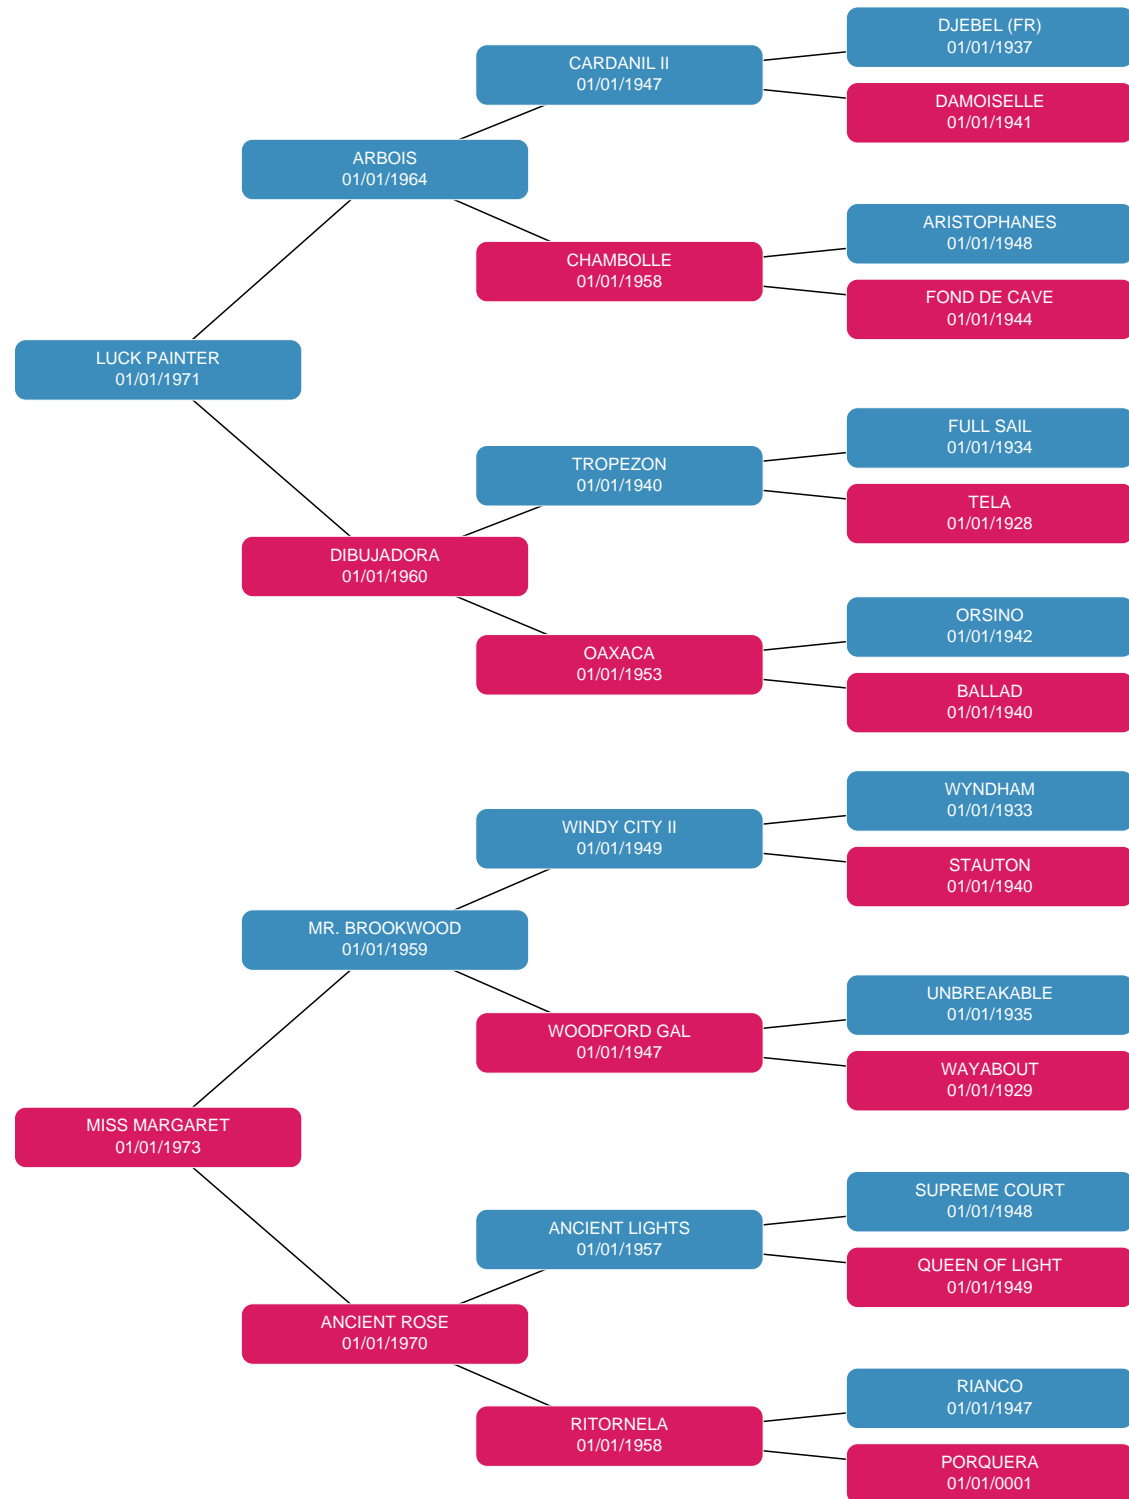 DJEBEL (FR)
01/01/1937
CARDANIL II
01/01/1947
DAMOISELLE
01/01/1941
ARBOIS
01/01/1964
ARISTOPHANES
01/01/1948
CHAMBOLLE
01/01/1958
FOND DE CAVE
01/01/1944
LUCK PAINTER
01/01/1971
FULL SAIL
01/01/1934
TROPEZON
01/01/1940
TELA
01/01/1928
DIBUJADORA
01/01/1960
ORSINO
01/01/1942
OAXACA
01/01/1953
BALLAD
01/01/1940
WYNDHAM
01/01/1933
WINDY CITY II
01/01/1949
STAUTON
01/01/1940
MR. BROOKWOOD
01/01/1959
UNBREAKABLE
01/01/1935
WOODFORD GAL
01/01/1947
WAYABOUT
01/01/1929
MISS MARGARET
01/01/1973
SUPREME COURT
01/01/1948
ANCIENT LIGHTS
01/01/1957
QUEEN OF LIGHT
01/01/1949
ANCIENT ROSE
01/01/1970
RIANCO
01/01/1947
RITORNELA
01/01/1958
PORQUERA
01/01/0001